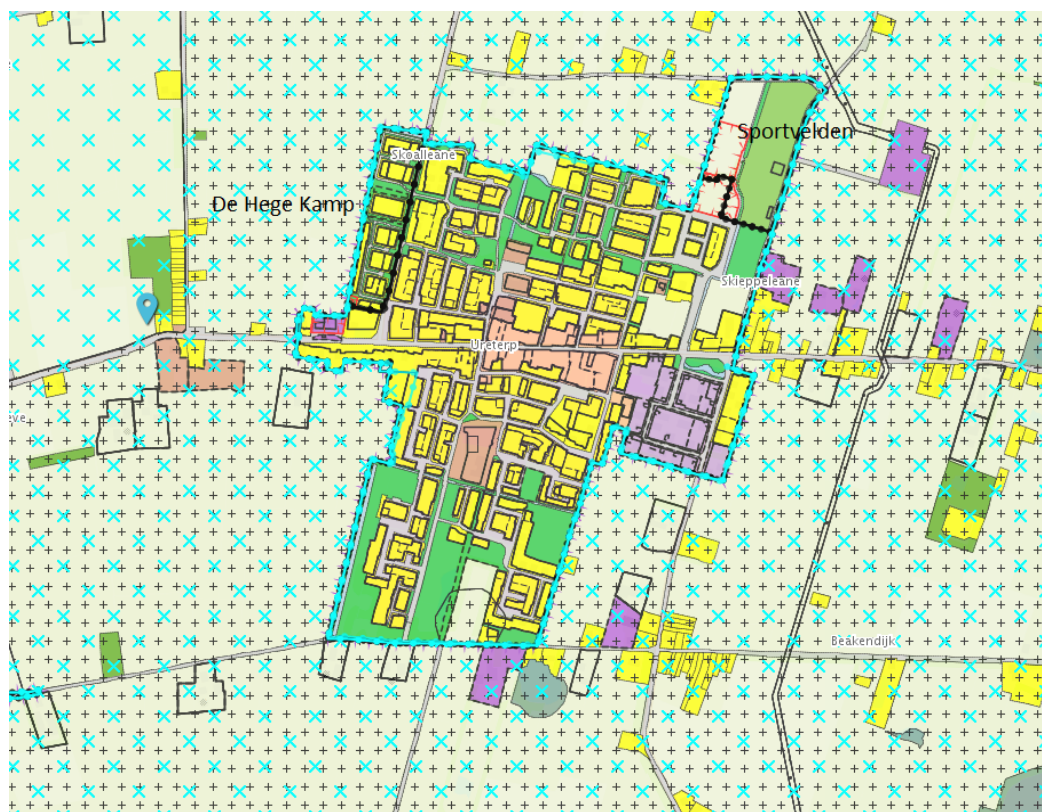 Sportvelden
Skoalleane
De Hege Kamp
Skieppeleane
Ureterp
Beakendijk